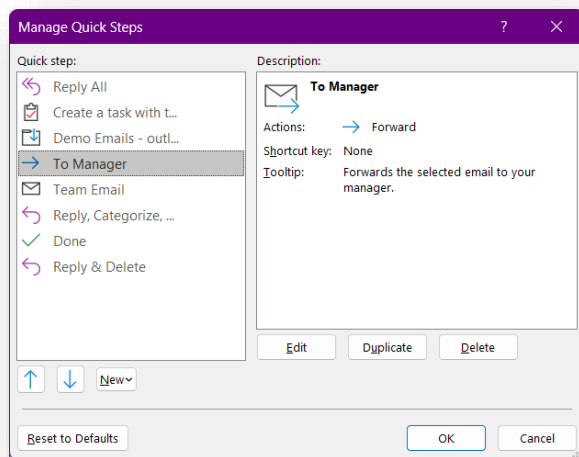 Manage Quick Steps
?
Quick step:
Reply All
Create a task with t...
Demo Emails - outl...
To Manager
Team Email
Reply, Categorize, ...
Done
Reply & Delete
New
Description:
To Manager
Actions: Forward
Shortcut key: None
Tooltip: Forwards the selected email to your
manager.
Edit Duplicate Delete
Reset to Defaults OK Cancel